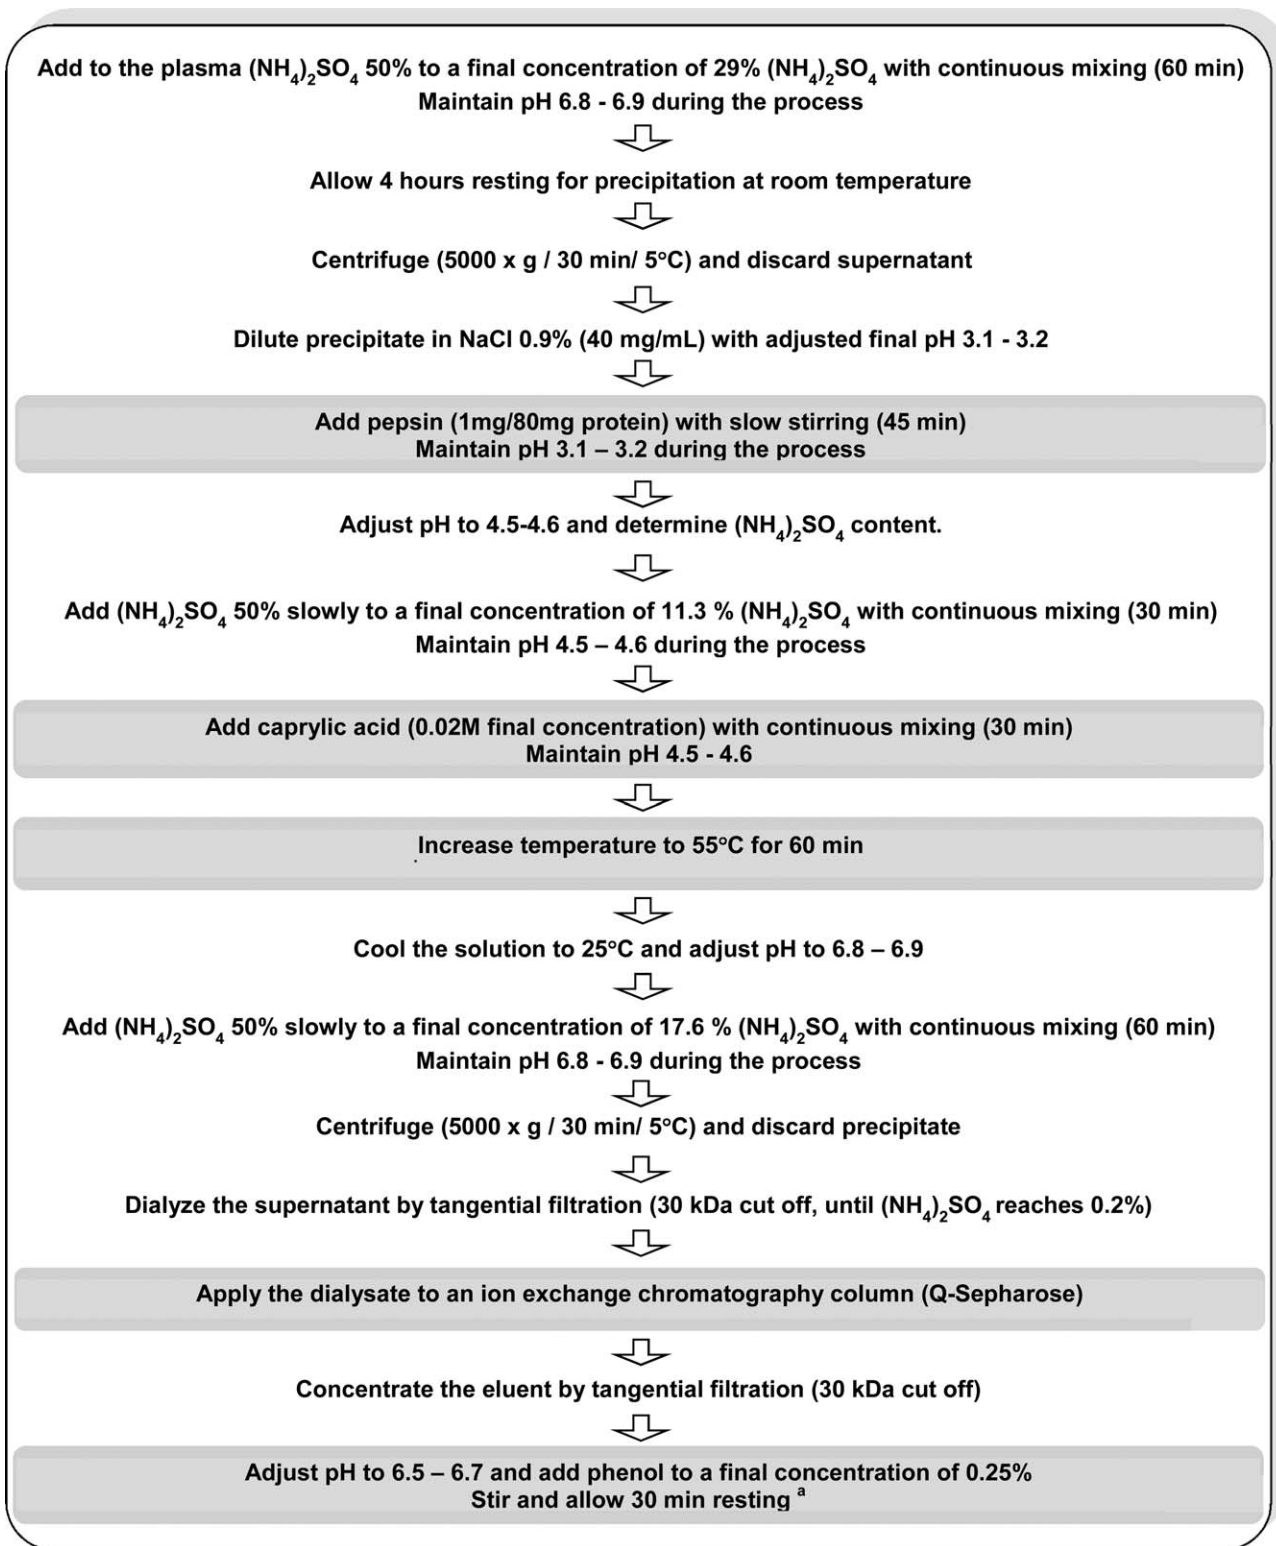 Add to the plasma (NH₄)₂SO₄ 50% to a final concentration of 29% (NH₄)₂SO₄ with continuous mixing (60 min)
Maintain pH 6.8 - 6.9 during the process
Allow 4 hours resting for precipitation at room temperature
Centrifuge (5000 x g / 30 min/ 5°C) and discard supernatant
Dilute precipitate in NaCl 0.9% (40 mg/mL) with adjusted final pH 3.1 - 3.2
Add pepsin (1mg/80mg protein) with slow stirring (45 min)
Maintain pH 3.1 – 3.2 during the process
Adjust pH to 4.5-4.6 and determine (NH₄)₂SO₄ content.
Add (NH₄)₂SO₄ 50% slowly to a final concentration of 11.3 % (NH₄)₂SO₄ with continuous mixing (30 min)
Maintain pH 4.5 – 4.6 during the process
Add caprylic acid (0.02M final concentration) with continuous mixing (30 min)
Maintain pH 4.5 - 4.6
Increase temperature to 55°C for 60 min
Cool the solution to 25°C and adjust pH to 6.8 – 6.9
Add (NH₄)₂SO₄ 50% slowly to a final concentration of 17.6 % (NH₄)₂SO₄ with continuous mixing (60 min)
Maintain pH 6.8 - 6.9 during the process
Centrifuge (5000 x g / 30 min/ 5°C) and discard precipitate
Dialyze the supernatant by tangential filtration (30 kDa cut off, until (NH₄)₂SO₄ reaches 0.2%)
Apply the dialysate to an ion exchange chromatography column (Q-Sepharose)
Concentrate the eluent by tangential filtration (30 kDa cut off)
Adjust pH to 6.5 – 6.7 and add phenol to a final concentration of 0.25%
Stir and allow 30 min resting ᵃ